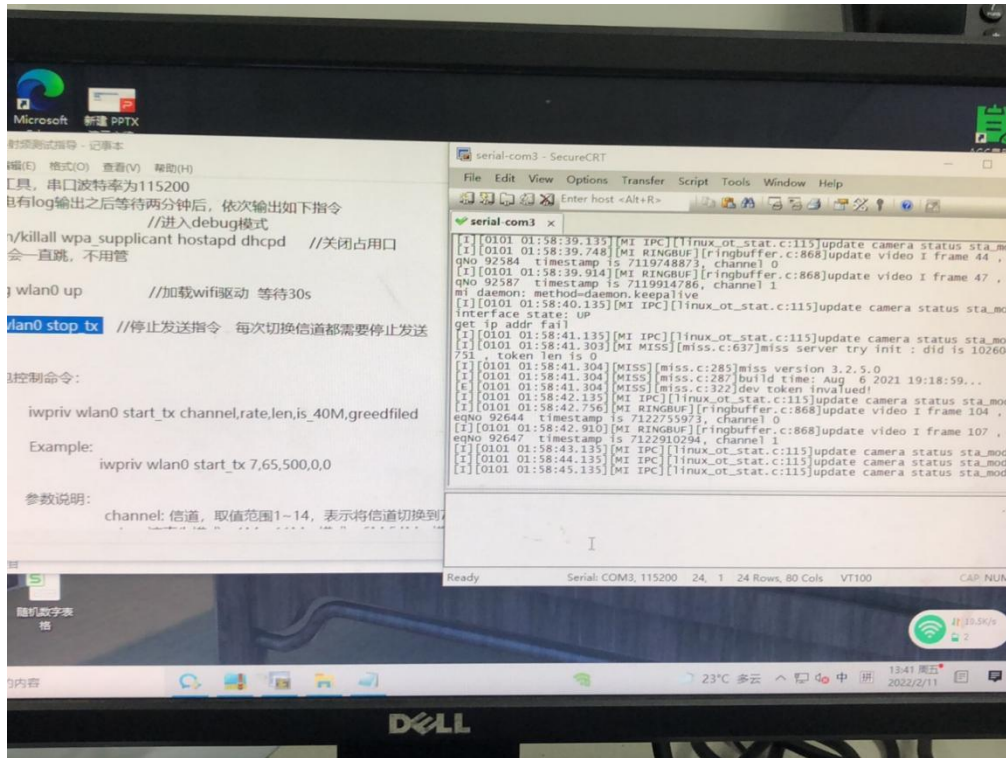 Microsoft
新建 PPTX
射频测试指导 - 记事本
编辑(E) 格式(O) 查看(V) 帮助(H)
工具，串口波特率为115200
电有log输出之后等待两分钟后，依次输出如下指令
//进入debug模式
n/killall wpa_supplicant hostapd dhcpd //关闭占用口
会一直跳，不用管
g wlan0 up //加载wifi驱动 等待30s
wlan0 stop_tx //停止发送指令 每次切换信道都需要停止发送
控制命令：
iwpriv wlan0 start_tx channel,rate,len,is_40M,greedfiled
Example:
iwpriv wlan0 start_tx 7,65,500,0,0
参数说明:
channel: 信道，取值范围1~14，表示将信道切换到7
serial-com3 - SecureCRT
File Edit View Options Transfer Script Tools Window Help
Enter host <Alt+R>
serial-com3 x
[I][0101 01:58:39.135][MI IPC][linux_ot_stat.c:115]update camera status sta_mo
[I][0101 01:58:39.748][MI RINGBUF][ringbuffer.c:868]update video I frame 44 ,
qNo 92584 timestamp is 7119748873, channel 0
[I][0101 01:58:39.914][MI RINGBUF][ringbuffer.c:868]update video I frame 47 ,
qNo 92587 timestamp is 7119914786, channel 1
mi daemon: method=daemon.keepalive
[I][0101 01:58:40.135][MI IPC][linux_ot_stat.c:115]update camera status sta_mo
interface state: UP
get ip addr fail
[I][0101 01:58:41.135][MI IPC][linux_ot_stat.c:115]update camera status sta_mo
[I][0101 01:58:41.303][MI MISS][miss.c:637]miss server try init : did is 10260
751 , token len is 0
[I][0101 01:58:41.304][MISS][miss.c:285]miss version 3.2.5.0
[I][0101 01:58:41.304][MISS][miss.c:287]build time: Aug 6 2021 19:18:59...
[E][0101 01:58:41.304][MISS][miss.c:322]dev token invalued!
[I][0101 01:58:42.135][MI IPC][linux_ot_stat.c:115]update camera status sta_mod
[I][0101 01:58:42.756][MI RINGBUF][ringbuffer.c:868]update video I frame 104 ,
eqNo 92644 timestamp is 7122755973, channel 0
[I][0101 01:58:42.910][MI RINGBUF][ringbuffer.c:868]update video I frame 107 ,
eqNo 92647 timestamp is 7122910294, channel 1
[I][0101 01:58:43.135][MI IPC][linux_ot_stat.c:115]update camera status sta_mod
[I][0101 01:58:44.135][MI IPC][linux_ot_stat.c:115]update camera status sta_mod
[I][0101 01:58:45.135][MI IPC][linux_ot_stat.c:115]update camera status sta_mod
Ready Serial: COM3, 115200 24, 1 24 Rows, 80 Cols VT100 CAP NUM
随机数字表
格
2
的内容
23°C 多云
中
拼
13:41 周五
2022/2/11
DELL